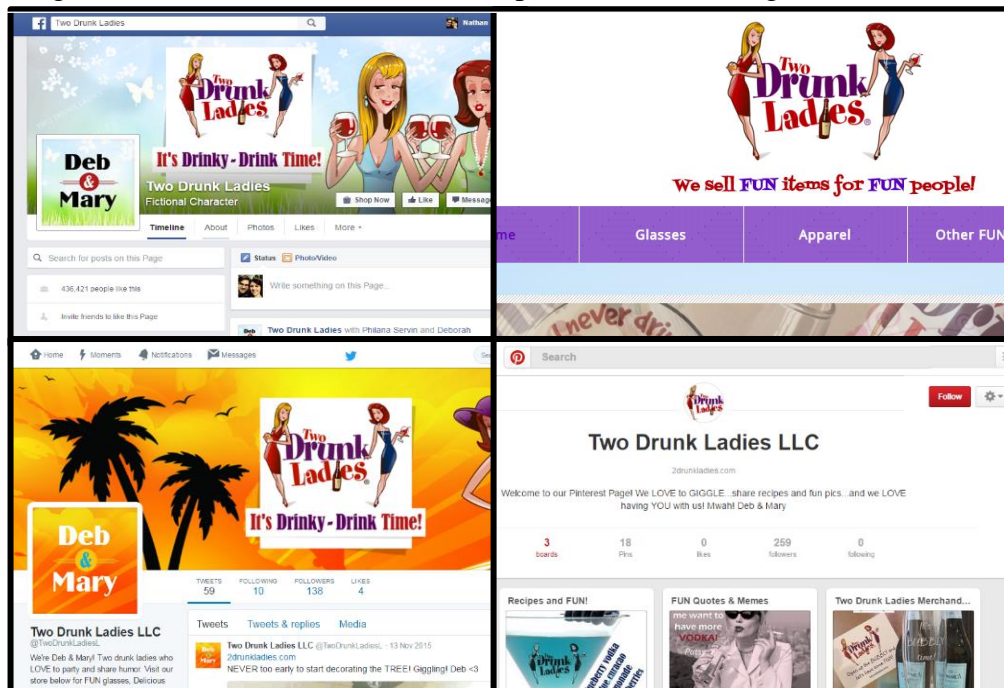 Two Drunk Ladies
Nathan
Two
Drunk
Ladies®
It's Drinky-Drink Time!
Deb
&
Mary
Two Drunk Ladies
Fictional Character
Shop Now
Like
Message
Timeline
About
Photos
Likes
More
Search for posts on this Page
436,421 people like this
Invite friends to like this Page
Status
Photo/Video
Write something on this Page...
Two Drunk Ladies with Philana Servin and Deborah
Two
Drunk
Ladies®
We sell FUN items for FUN people!
Glasses
Apparel
Other FUN
never
Home
Moments
Notifications
Messages
Two
Drunk
Ladies®
It's Drinky-Drink Time!
Deb
&
Mary
TWEETS
FOLLOWING
FOLLOWERS
LIKES
59
10
138
4
Tweets
Tweets & replies
Media
Two Drunk Ladies LLC
@TwoDrunkLadiesL
We're Deb & Mary! Two drunk ladies who
LOVE to party and share humor. Visit our
store below for FUN glasses, Delicious
Two Drunk Ladies LLC @TwoDrunkLadiesL - 13 Nov 2015
2drunkladies.com
NEVER too early to start decorating the TREE! Giggling! Deb <3
Search
Two
Drunk
Ladies
Follow
Two Drunk Ladies LLC
2drunkladies.com
Welcome to our Pinterest Page! We LOVE to GIGGLE...share recipes and fun pics...and we LOVE
having YOU with us! Mwah! Deb & Mary
3
18
0
259
0
boards
Pins
likes
followers
following
Recipes and FUN!
FUN Quotes & Memes
Two Drunk Ladies Merchand...
Drunk
Ladies
me want to
have more
VODKA!